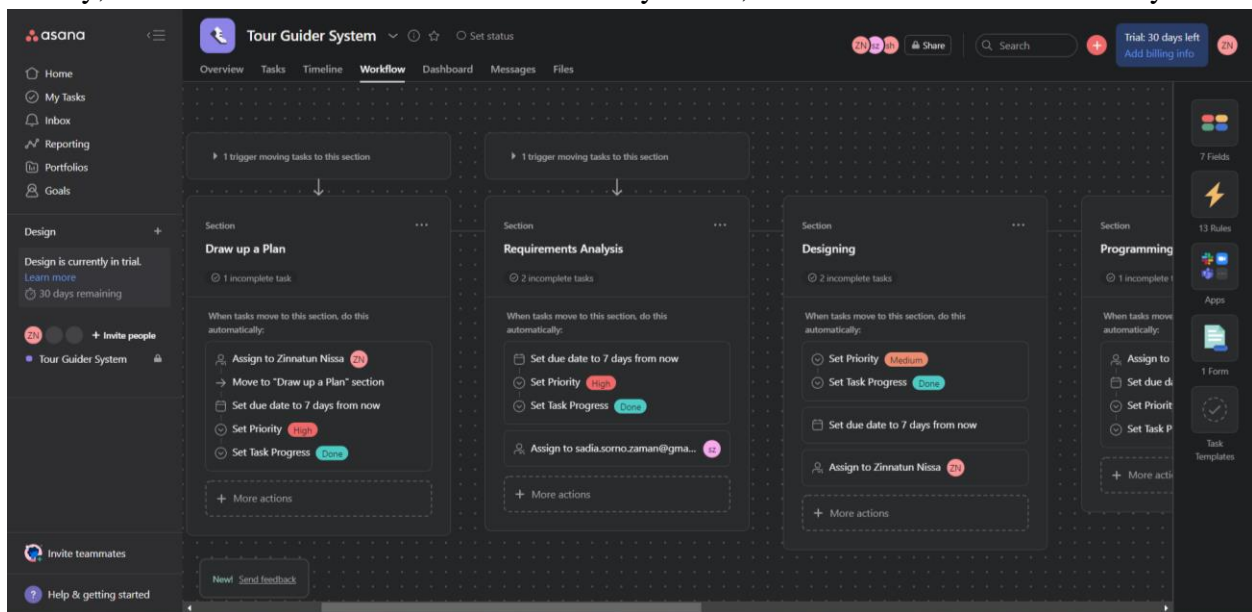 asana
Tour Guider System
Set status
ZN sz sh
Share
Search
Trial: 30 days left
Add billing info
ZN
Overview Tasks Timeline Workflow Dashboard Messages Files
Home
My Tasks
Inbox
Reporting
Portfolios
Goals
Design +
Design is currently in trial.
Learn more
30 days remaining
ZN + Invite people
Tour Guider System
Invite teammates
? Help & getting started
1 trigger moving tasks to this section
Section
Draw up a Plan
1 incomplete task
When tasks move to this section, do this
automatically:
Assign to Zinnatun Nissa ZN
Move to "Draw up a Plan" section
Set due date to 7 days from now
Set Priority High
Set Task Progress Done
+ More actions
New! Send feedback
1 trigger moving tasks to this section
Section
Requirements Analysis
2 incomplete tasks
When tasks move to this section, do this
automatically:
Set due date to 7 days from now
Set Priority High
Set Task Progress Done
Assign to sadia.sorno.zaman@gma... sz
+ More actions
Section
Designing
2 incomplete tasks
When tasks move to this section, do this
automatically:
Set Priority Medium
Set Task Progress Done
Set due date to 7 days from now
Assign to Zinnatun Nissa ZN
+ More actions
Section
Programming
1 incomplete t
When tasks move
automatically:
Assign to
Set due da
Set Priorit
Set Task P
+ More acti
7 Fields
13 Rules
Apps
1 Form
Task
Templates